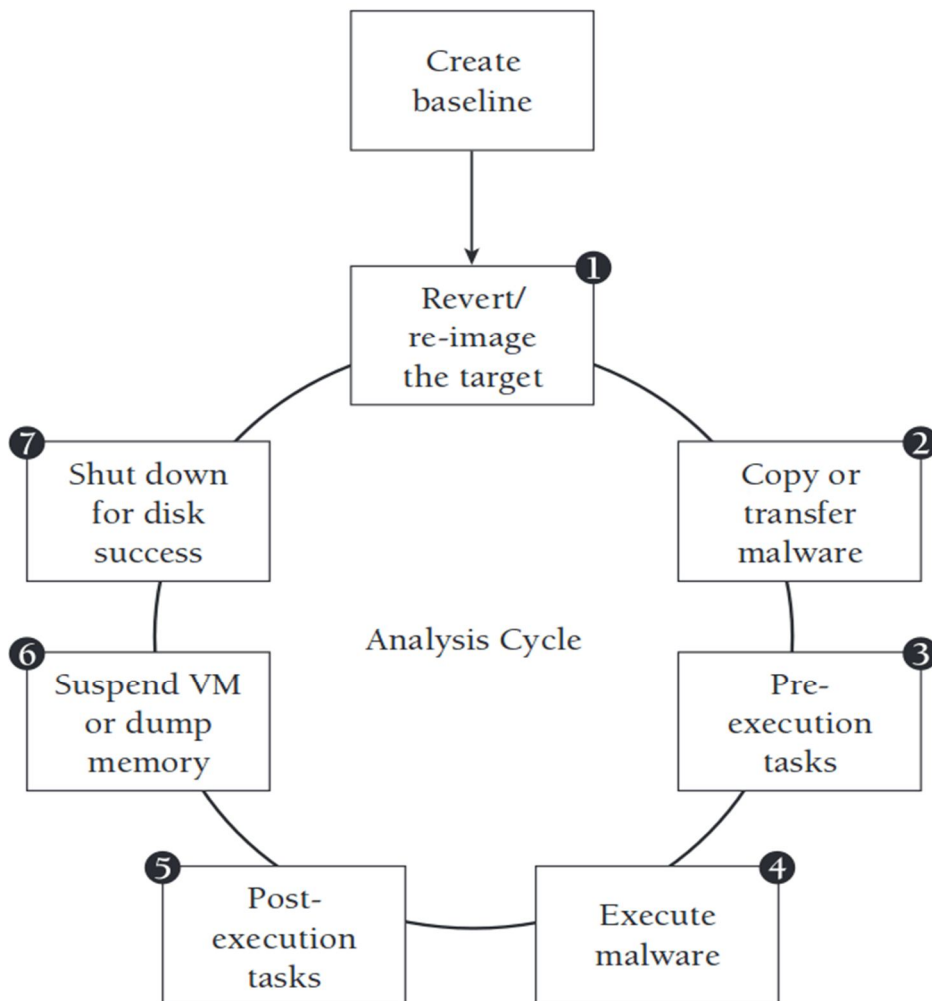 Create
baseline
1
Revert/
re-image
the target
2
Copy or
transfer
malware
3
Pre-
execution
tasks
4
Execute
malware
5
Post-
execution
tasks
6
Suspend VM
or dump
memory
7
Shut down
for disk
success
Analysis Cycle